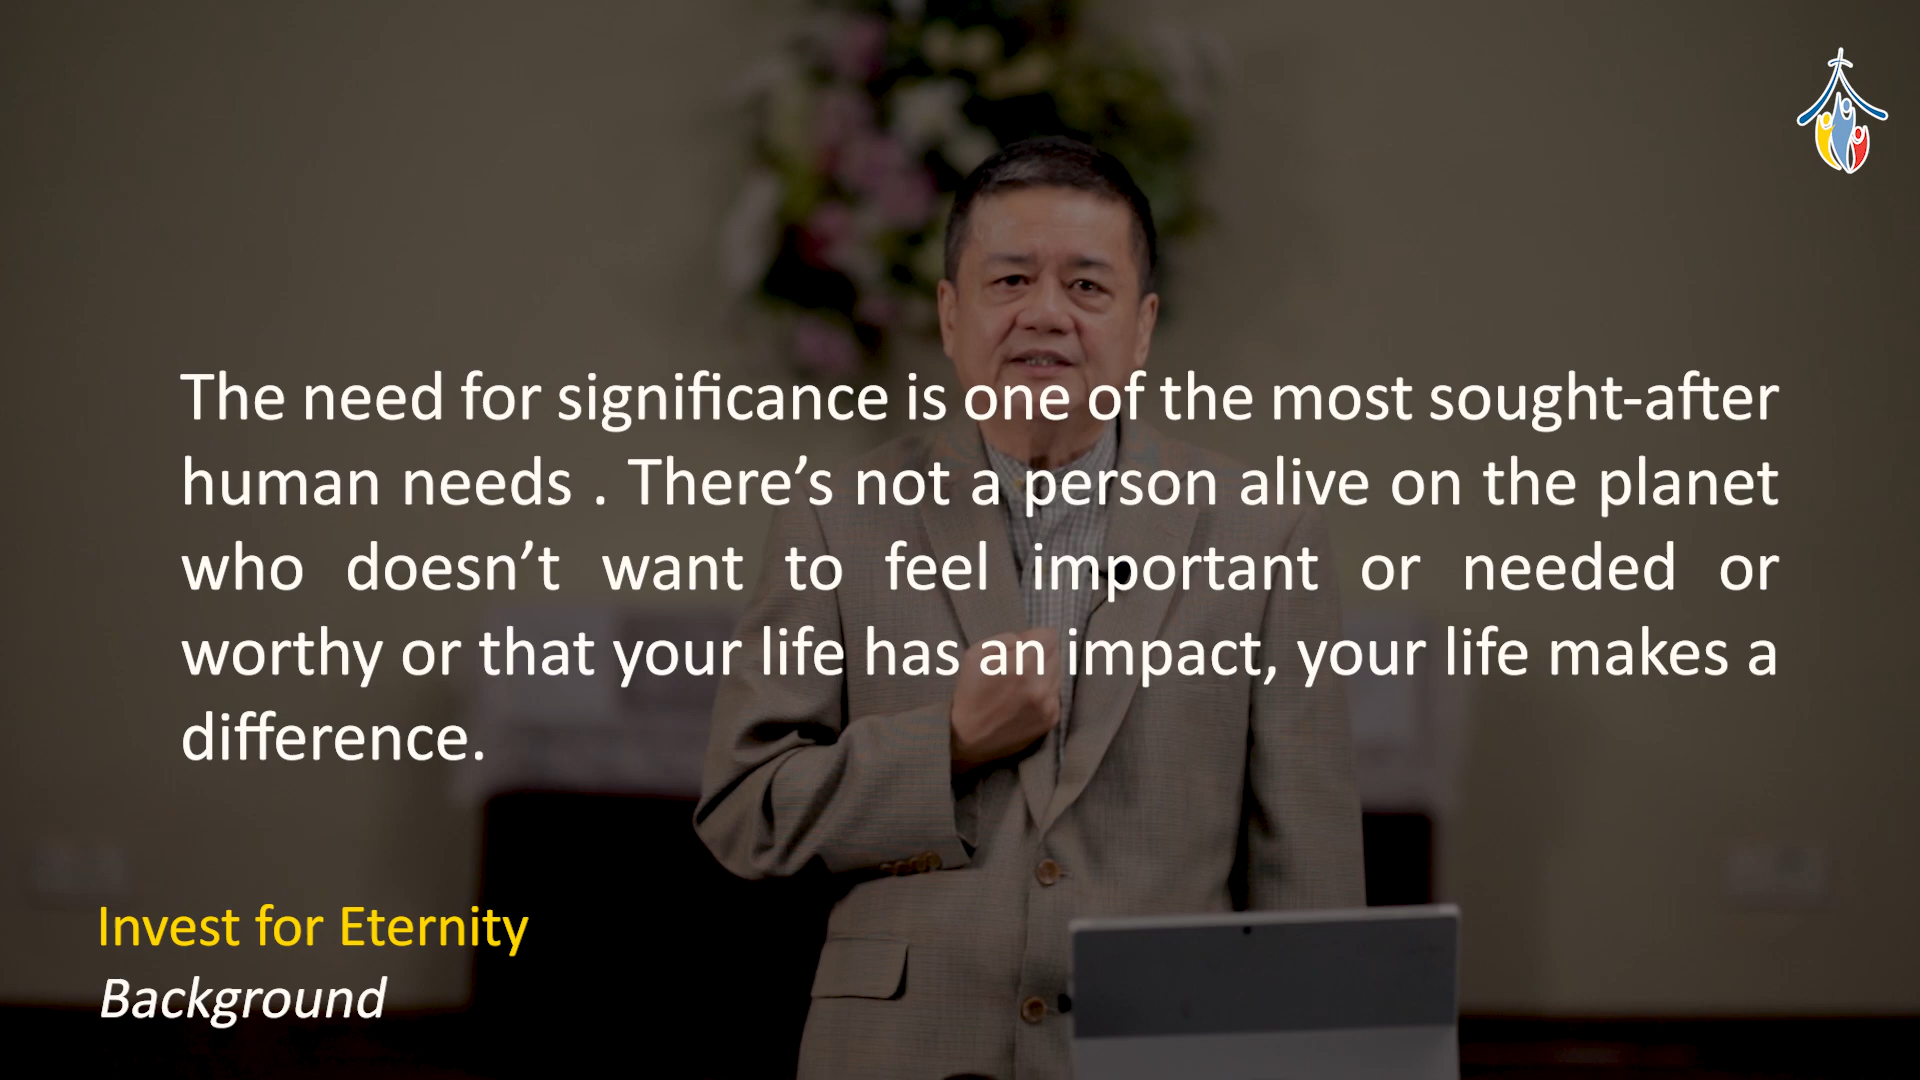 The need for significance is one of the most sought-after
human needs . There’s not a person alive on the planet
who doesn’t want to feel important or needed or
worthy or that your life has an impact, your life makes a
difference.
Invest for Eternity
Background